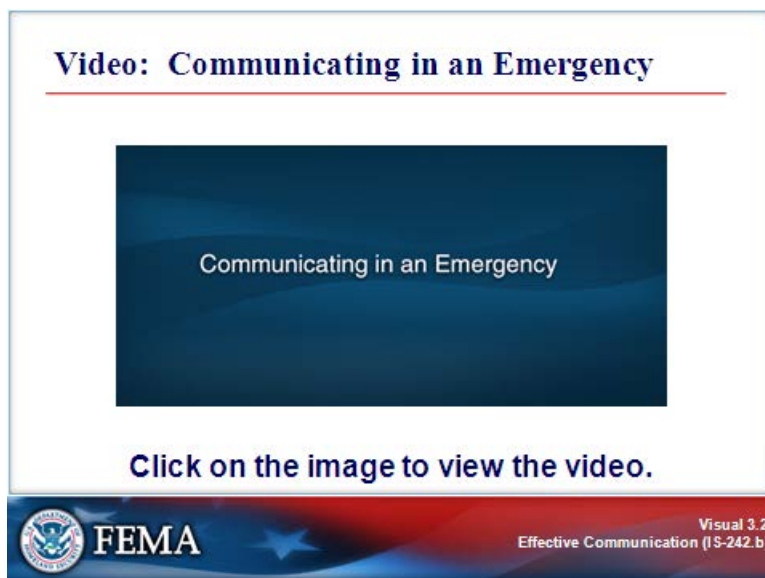 Video: Communicating in an Emergency
Communicating in an Emergency
Click on the image to view the video.
FEMA
Visual 3.2
Effective Communication (IS-242.b